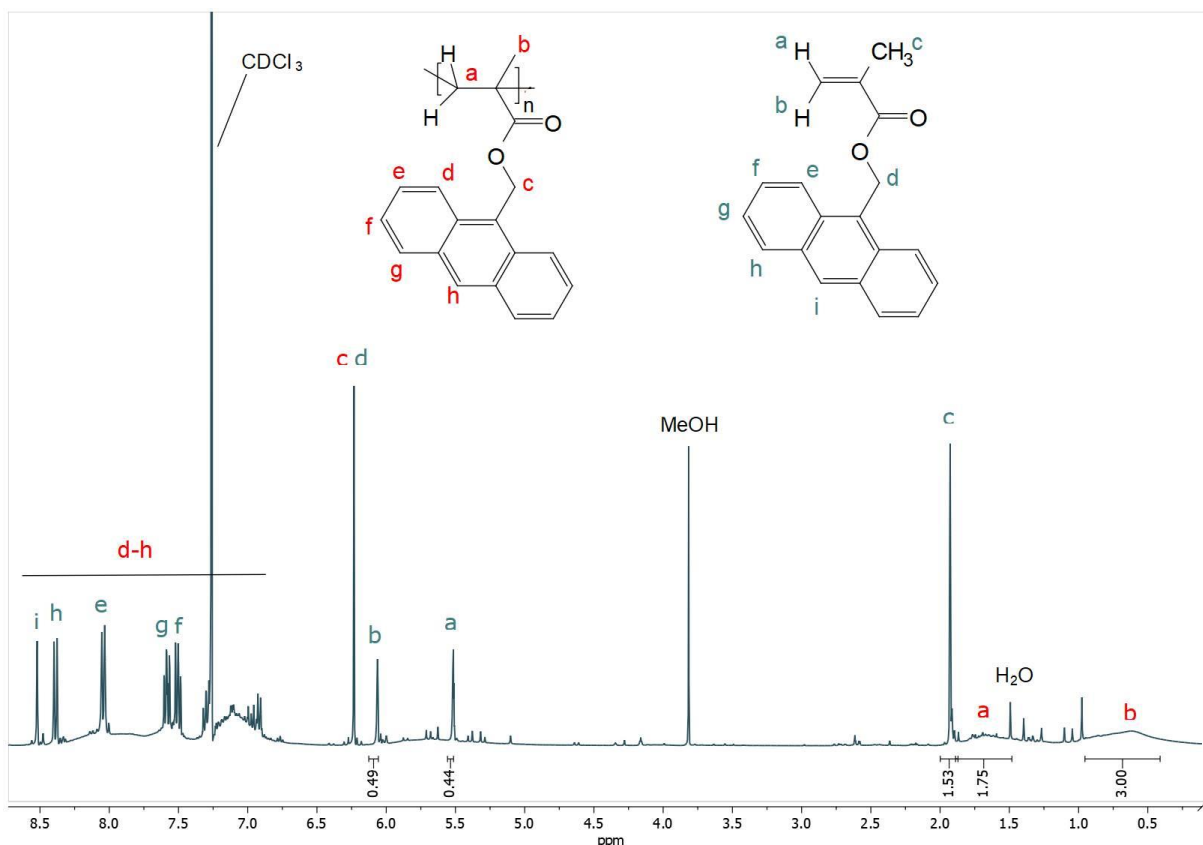 CDCl3
H
a
b
n
H
O
O
c
d
e
f
g
h
a
H
CH3
c
b
H
O
O
d
e
f
g
h
i
c d
MeOH
c
d-h
i
h
e
g
f
b
a
H2O
a
b
0.49
0.44
1.53
1.75
3.00
8.5 8.0 7.5 7.0 6.5 6.0 5.5 5.0 4.5 4.0 3.5 3.0 2.5 2.0 1.5 1.0 0.5
ppm